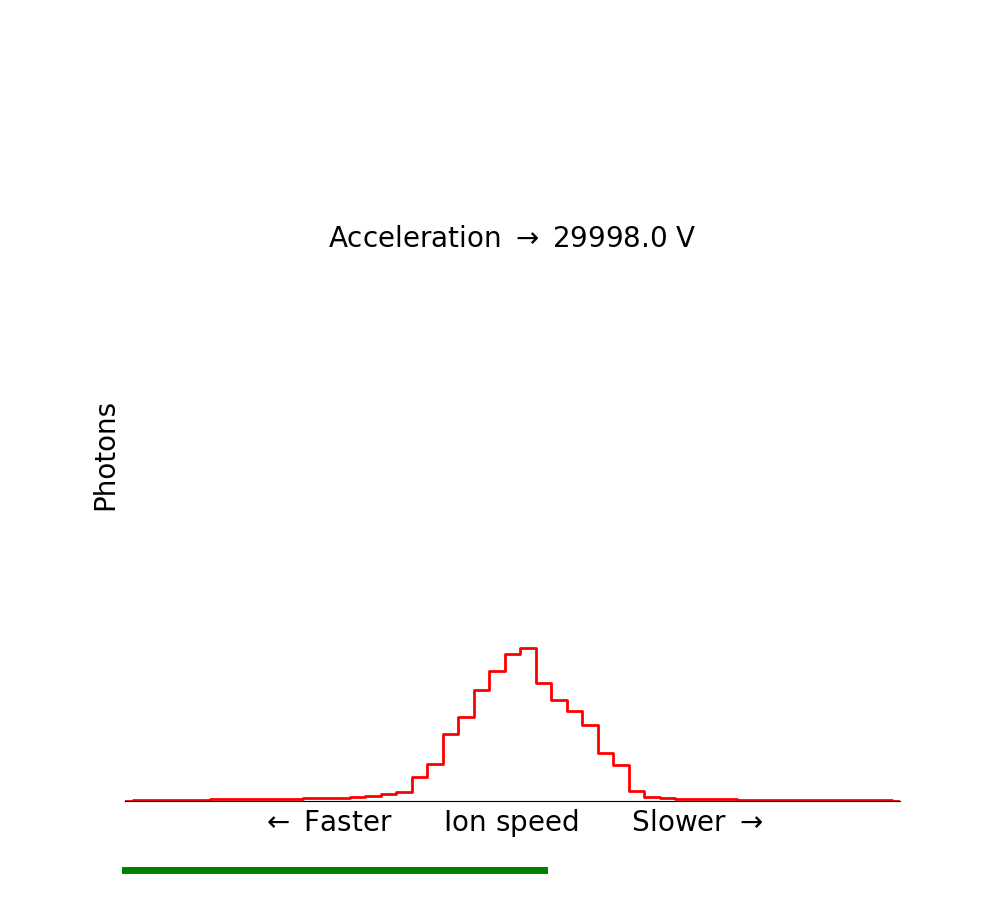 Acceleration → 29998.0 V
Photons
← Faster Ion speed Slower →